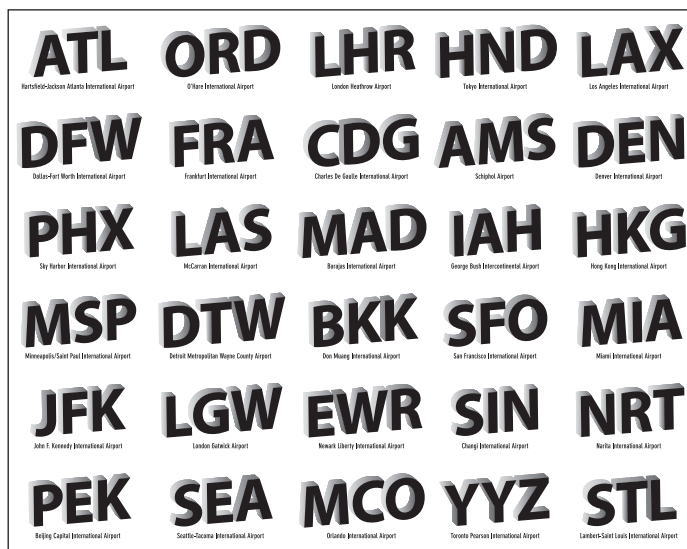 ATL ORD LHR HND LAX
Hartsfield-Jackson Atlanta International Airport O'Hare International Airport London Heathrow Airport Tokyo International Airport Los Angeles International Airport
DFW FRA CDG AMS DEN
Dallas-Fort Worth International Airport Frankfurt International Airport Charles De Gaulle International Airport Schiphol Airport Denver International Airport
PHX LAS MAD IAH HKG
Sky Harbor International Airport McCarran International Airport Barajas International Airport George Bush Intercontinental Airport Hong Kong International Airport
MSP DTW BKK SFO MIA
Minneapolis/Saint Paul International Airport Detroit Metropolitan Wayne County Airport Don Muang International Airport San Francisco International Airport Miami International Airport
JFK LGW EWR SIN NRT
John F. Kennedy International Airport London Gatwick Airport Newark Liberty International Airport Changi International Airport Narita International Airport
PEK SEA MCO YYZ STL
Beijing Capital International Airport Seattle-Tacoma International Airport Orlando International Airport Toronto Pearson International Airport Lambert-Saint Louis International Airport